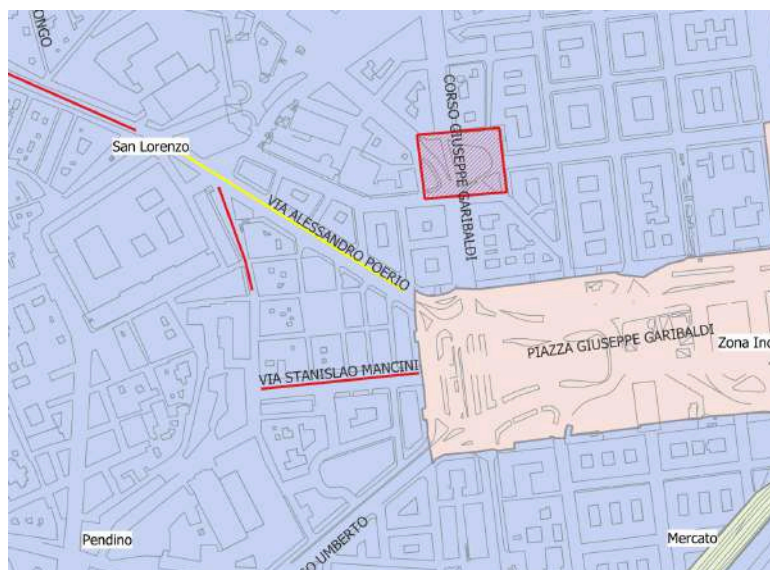 ONGO
CORSO GIUSEPPE GARIBALDI
San Lorenzo
VIA ALESSANDRO POERIO
PIAZZA GIUSEPPE GARIBALDI
Zona Ind
VIA STANISLAO MANCINI
Pendino
UMBERTO
Mercato